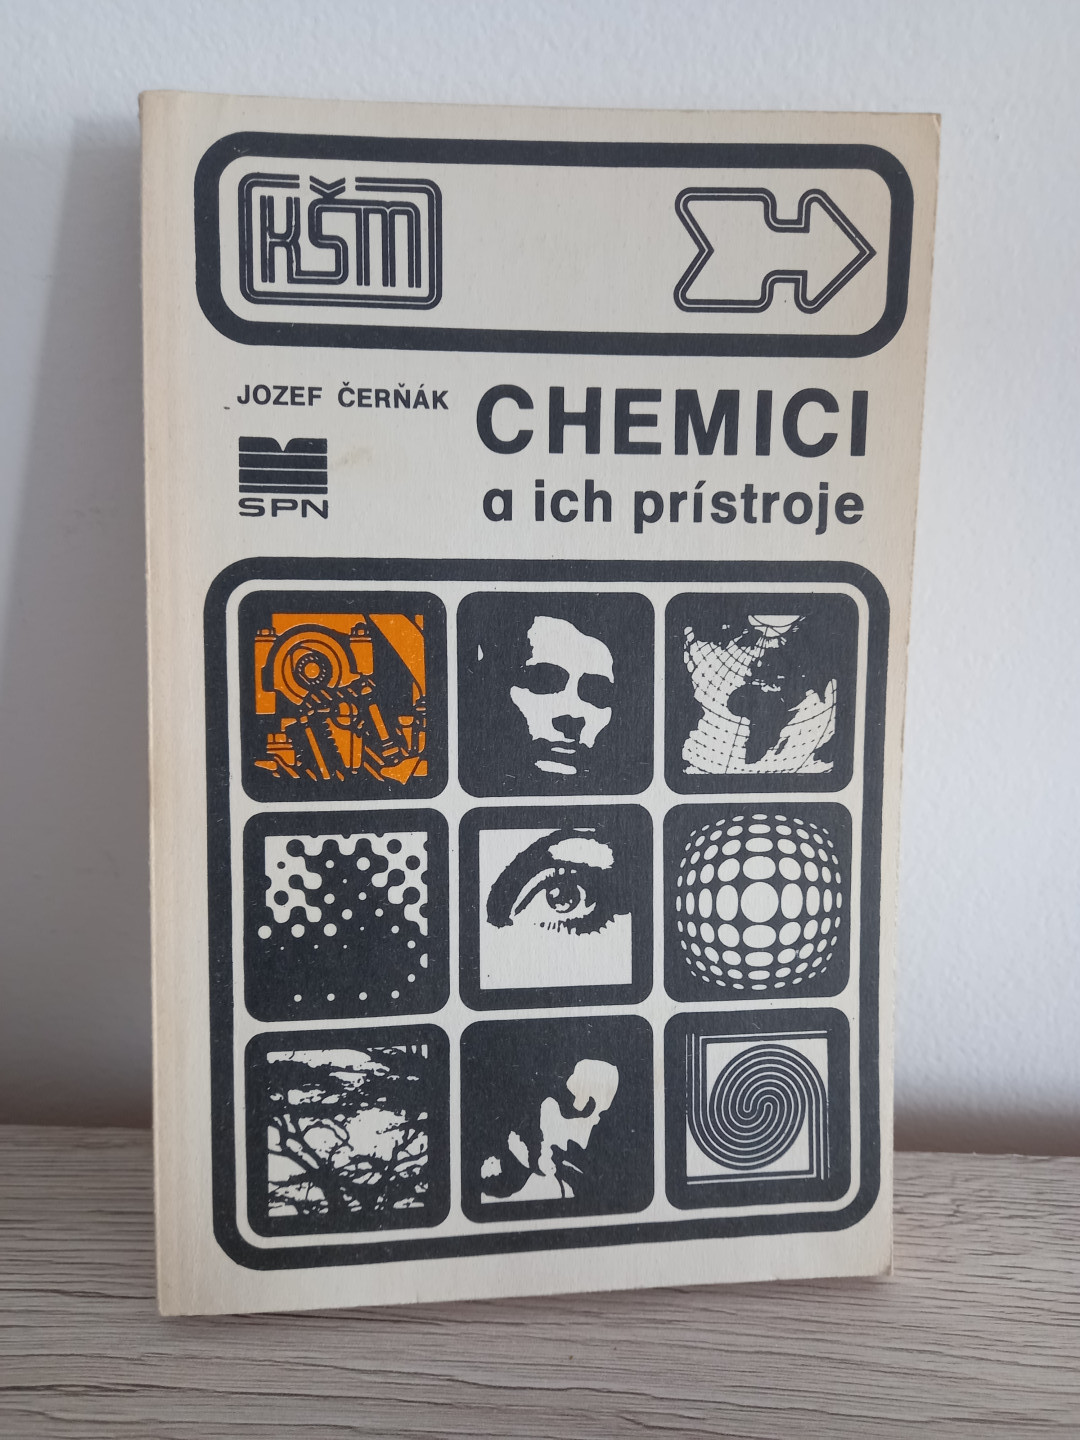 KŠM
JOZEF ČERŇÁK
SPN
CHEMICI
a ich prístroje